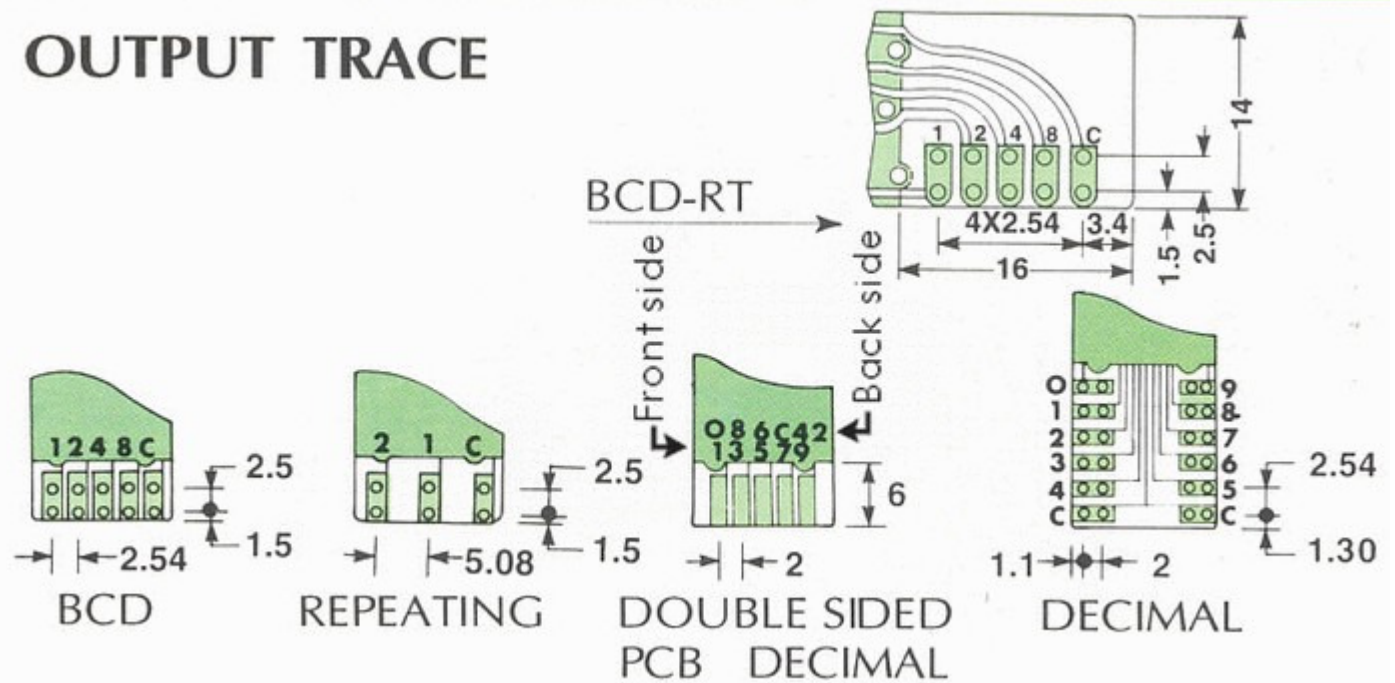 OUTPUT TRACE
1 2 4 8 C
14
BCD-RT
4X2.54 3.4
16
1.5
2.5
Front side
Back side
1 2 4 8 C
2.5
1.5
2.54
BCD
2 1 C
2.5
1.5
5.08
REPEATING
0 8 6 C 4 2
1 3 5 7 9
6
2
DOUBLE SIDED
PCB DECIMAL
0 9
1 8
2 7
3 6
4 5
C C
2.54
1.30
1.1 2
DECIMAL